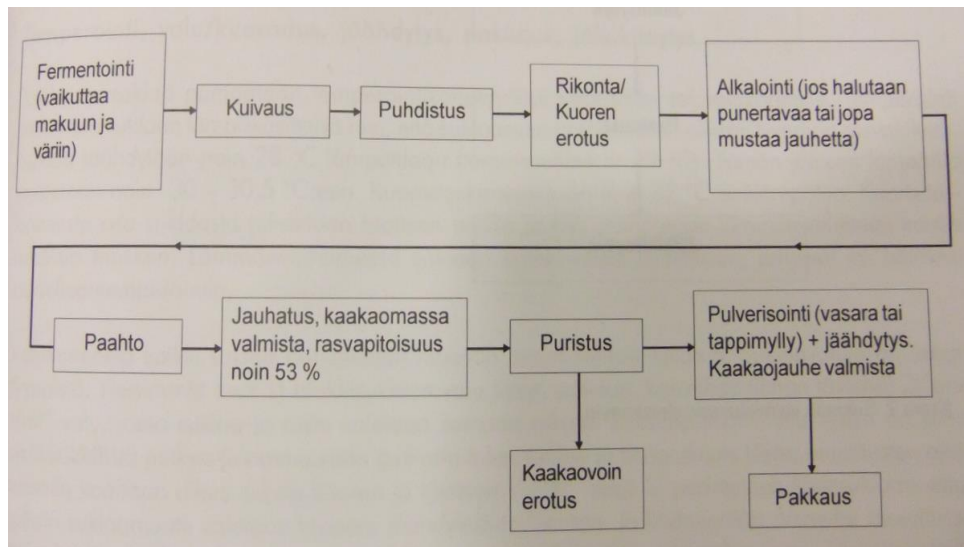 Fermentointi
(vaikuttaa
makuun ja
väriin)
Kuivaus
Puhdistus
Rikonta/
Kuoren
erotus
Alkalointi (jos halutaan
punertavaa tai jopa
mustaa jauhetta)
Paahto
Jauhatus, kaakaomassa
valmista, rasvapitoisuus
noin 53 %
Puristus
Pulverisointi (vasara tai
tappimylly) + jäähdytys.
Kaakaojauhe valmista
Kaakaovoin
erotus
Pakkaus